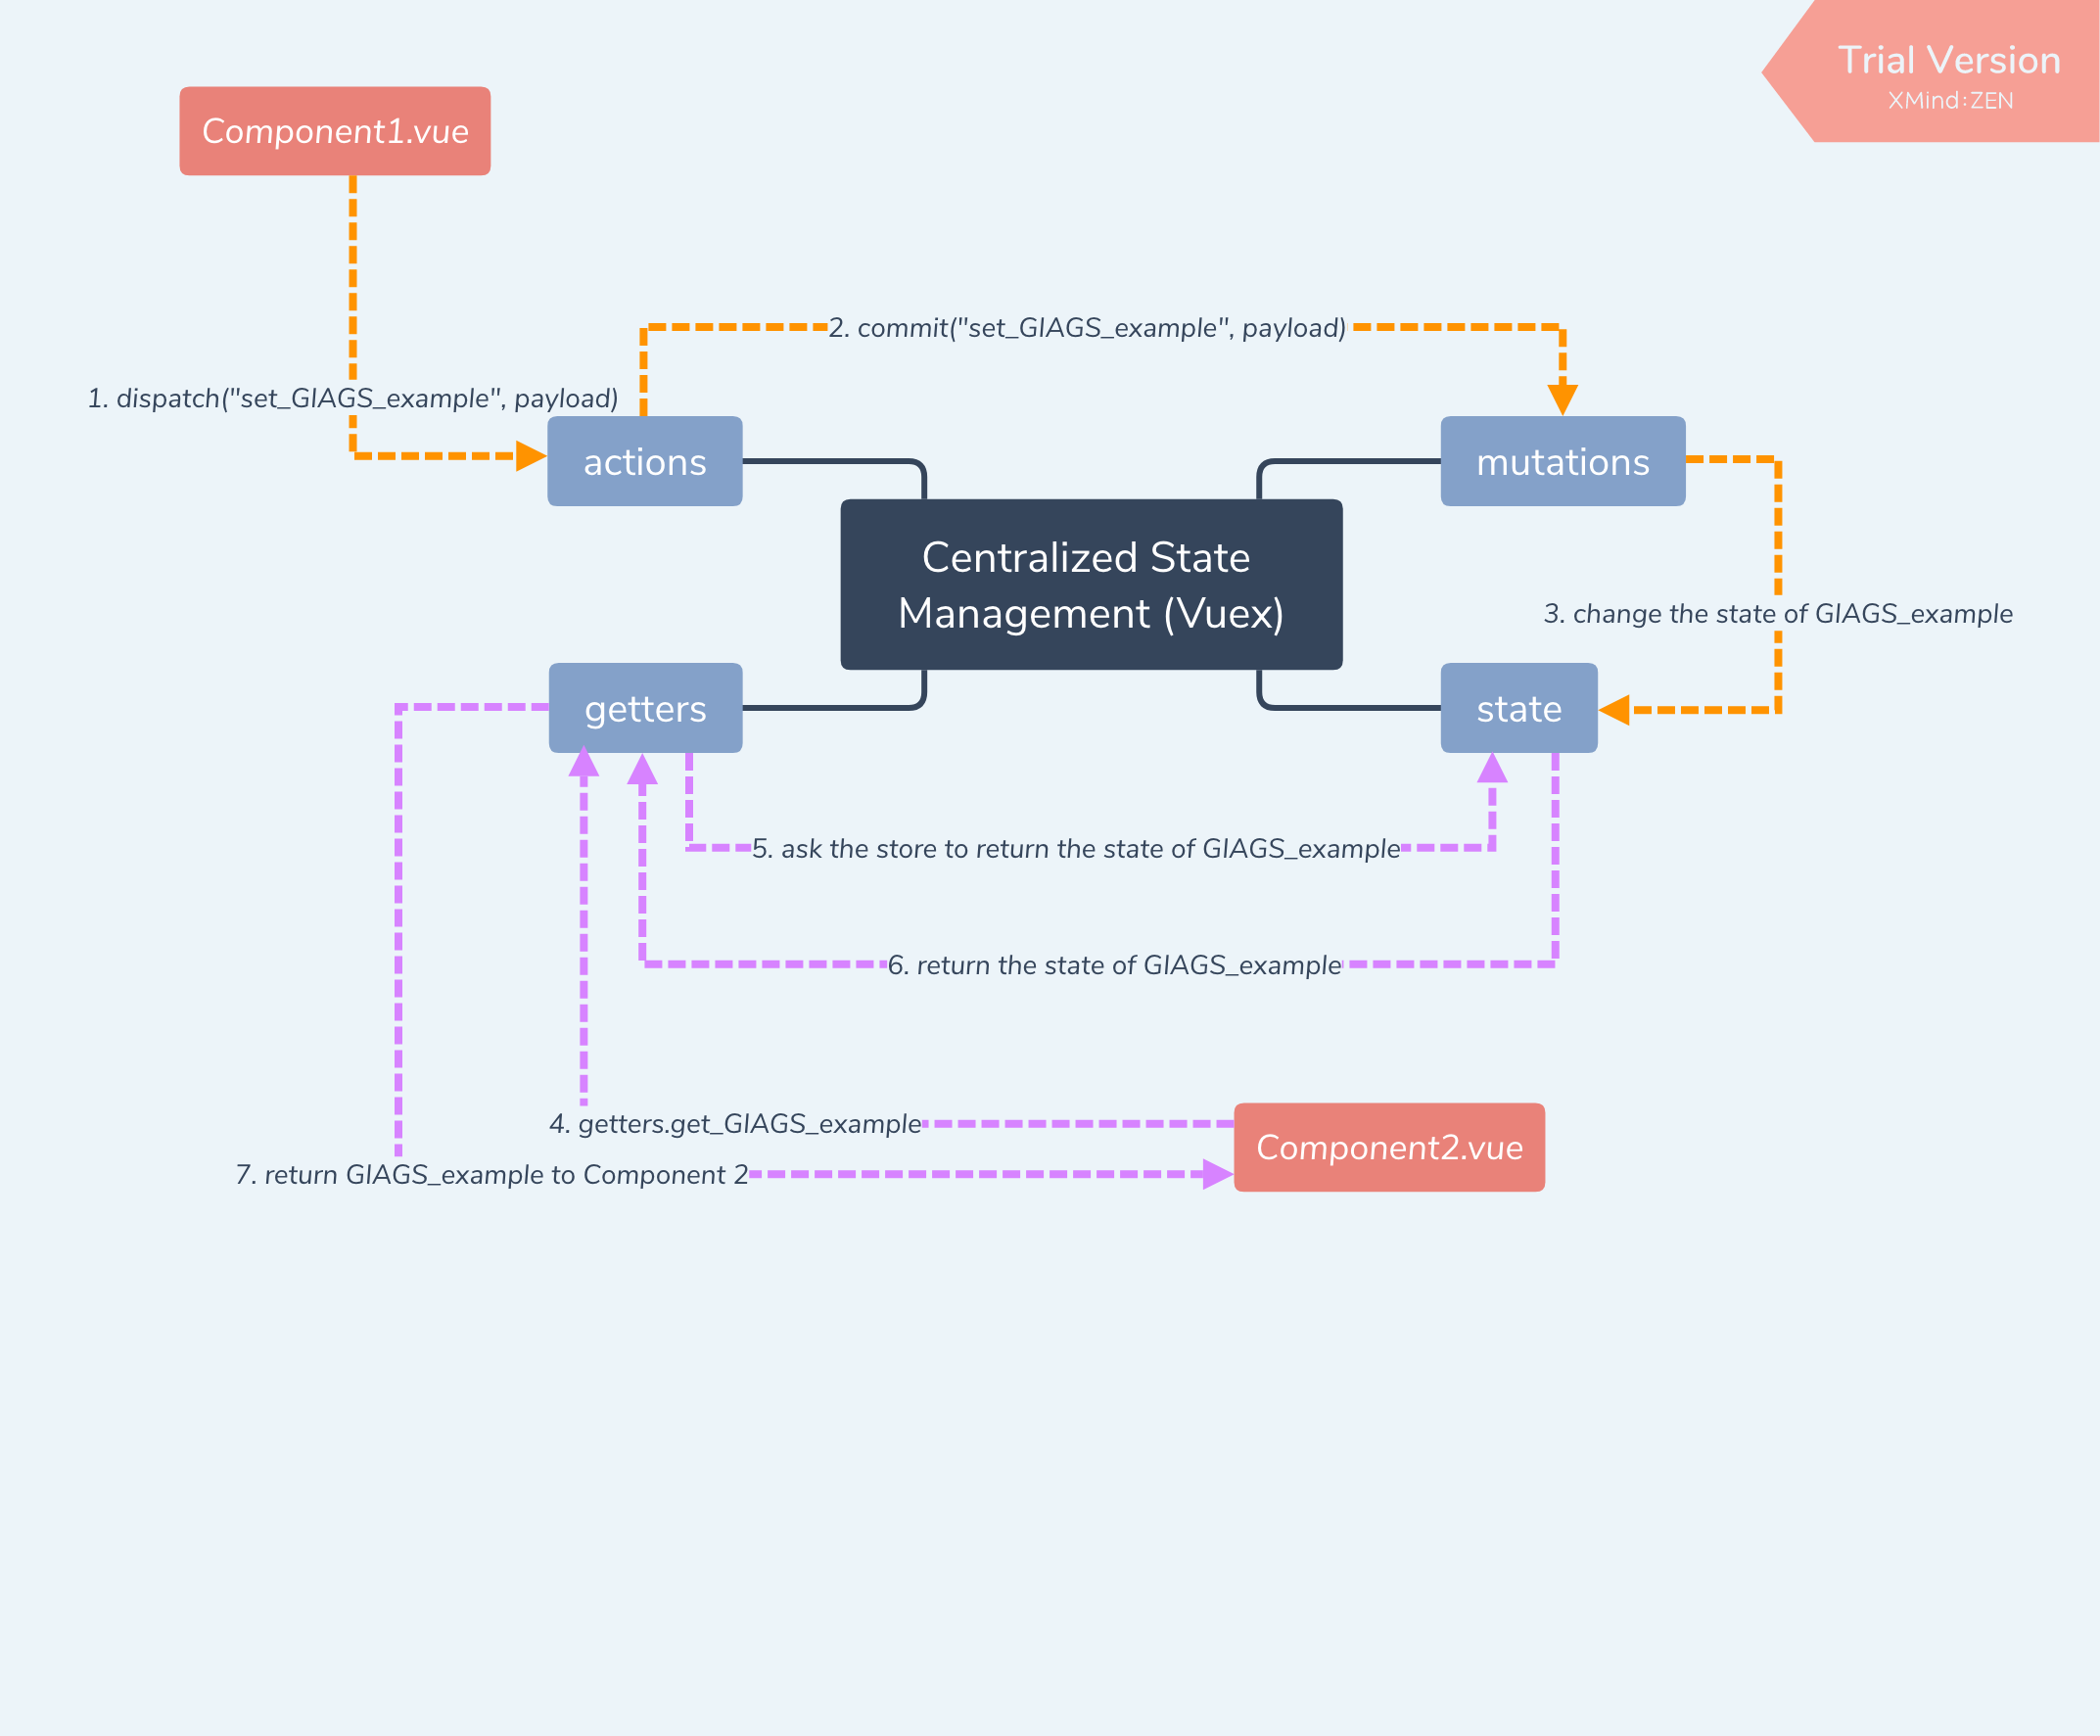 Trial Version
XMind:ZEN
Component1.vue
2. commit("set_GIAGS_example", payload)
1. dispatch("set_GIAGS_example", payload)
actions
mutations
Centralized State
Management (Vuex)
3. change the state of GIAGS_example
getters
state
5. ask the store to return the state of GIAGS_example
6. return the state of GIAGS_example
4. getters.get_GIAGS_example
Component2.vue
7. return GIAGS_example to Component 2